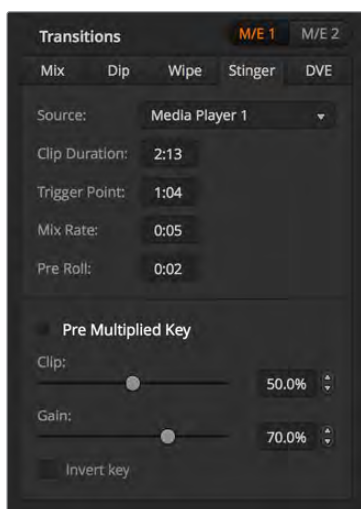 Transitions M/E 1 M/E 2
Mix Dip Wipe Stinger DVE
Source: Media Player 1
Clip Duration: 2:13
Trigger Point: 1:04
Mix Rate: 0:05
Pre Roll: 0:02
Pre Multiplied Key
Clip:
50.0%
Gain:
70.0%
Invert key